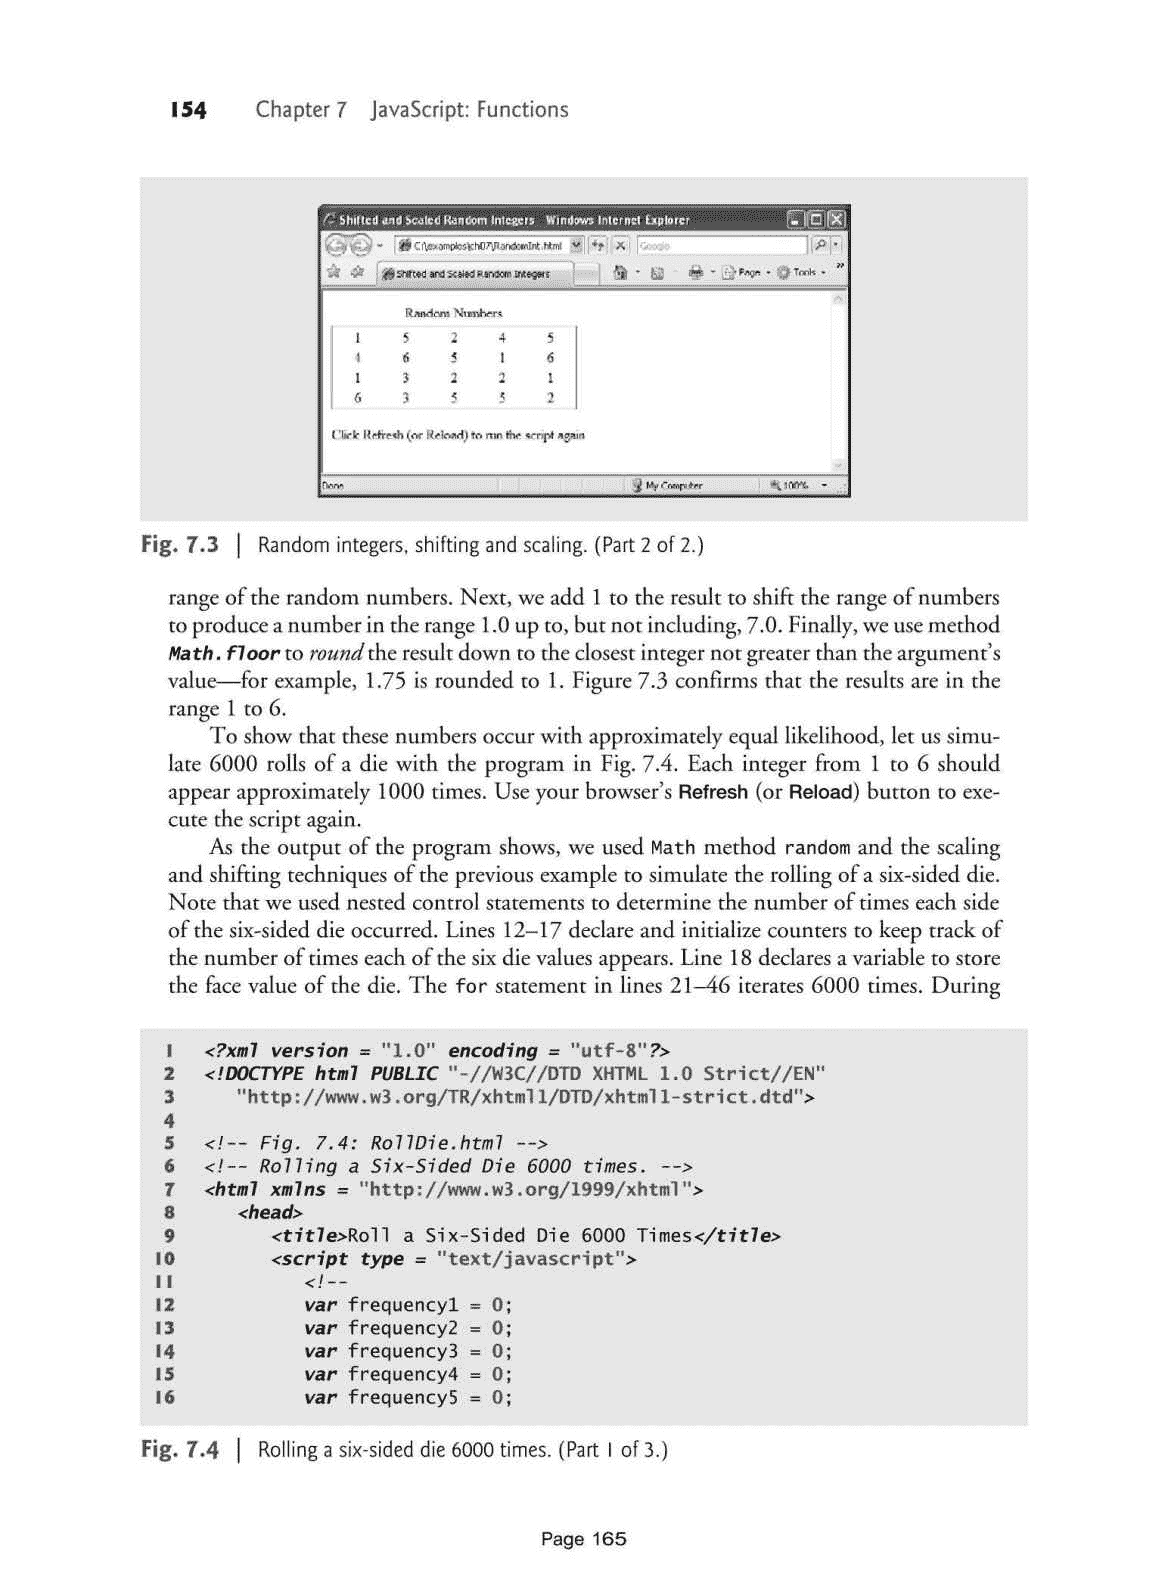 154 Chapter 7 JavaScript: Functions
Shifted and Scaled Random Integers Windows Internet Explorer
C:\examples\ch07\RandomInt.html
Google
Shifted and Scaled Random Integers
Page
Tools
Random Numbers
1 5 2 4 5
4 6 5 1 6
1 3 2 2 1
6 3 5 5 2
Click Refresh (or Reload) to run the script again
Done
My Computer
100%
Fig. 7.3 | Random integers, shifting and scaling. (Part 2 of 2.)
range of the random numbers. Next, we add 1 to the result to shift the range of numbers
to produce a number in the range 1.0 up to, but not including, 7.0. Finally, we use method
Math.floor to round the result down to the closest integer not greater than the argument's
value—for example, 1.75 is rounded to 1. Figure 7.3 confirms that the results are in the
range 1 to 6.
To show that these numbers occur with approximately equal likelihood, let us simu-
late 6000 rolls of a die with the program in Fig. 7.4. Each integer from 1 to 6 should
appear approximately 1000 times. Use your browser's Refresh (or Reload) button to exe-
cute the script again.
As the output of the program shows, we used Math method random and the scaling
and shifting techniques of the previous example to simulate the rolling of a six-sided die.
Note that we used nested control statements to determine the number of times each side
of the six-sided die occurred. Lines 12–17 declare and initialize counters to keep track of
the number of times each of the six die values appears. Line 18 declares a variable to store
the face value of the die. The for statement in lines 21–46 iterates 6000 times. During
1 <?xml version = "1.0" encoding = "utf-8"?>
2 <!DOCTYPE html PUBLIC "-//W3C//DTD XHTML 1.0 Strict//EN"
3 "http://www.w3.org/TR/xhtml1/DTD/xhtml1-strict.dtd">
4
5 <!-- Fig. 7.4: RollDie.html -->
6 <!-- Rolling a Six-Sided Die 6000 times. -->
7 <html xmlns = "http://www.w3.org/1999/xhtml">
8 <head>
9 <title>Roll a Six-Sided Die 6000 Times</title>
10 <script type = "text/javascript">
11 <!--
12 var frequency1 = 0;
13 var frequency2 = 0;
14 var frequency3 = 0;
15 var frequency4 = 0;
16 var frequency5 = 0;
Fig. 7.4 | Rolling a six-sided die 6000 times. (Part 1 of 3.)
Page 165